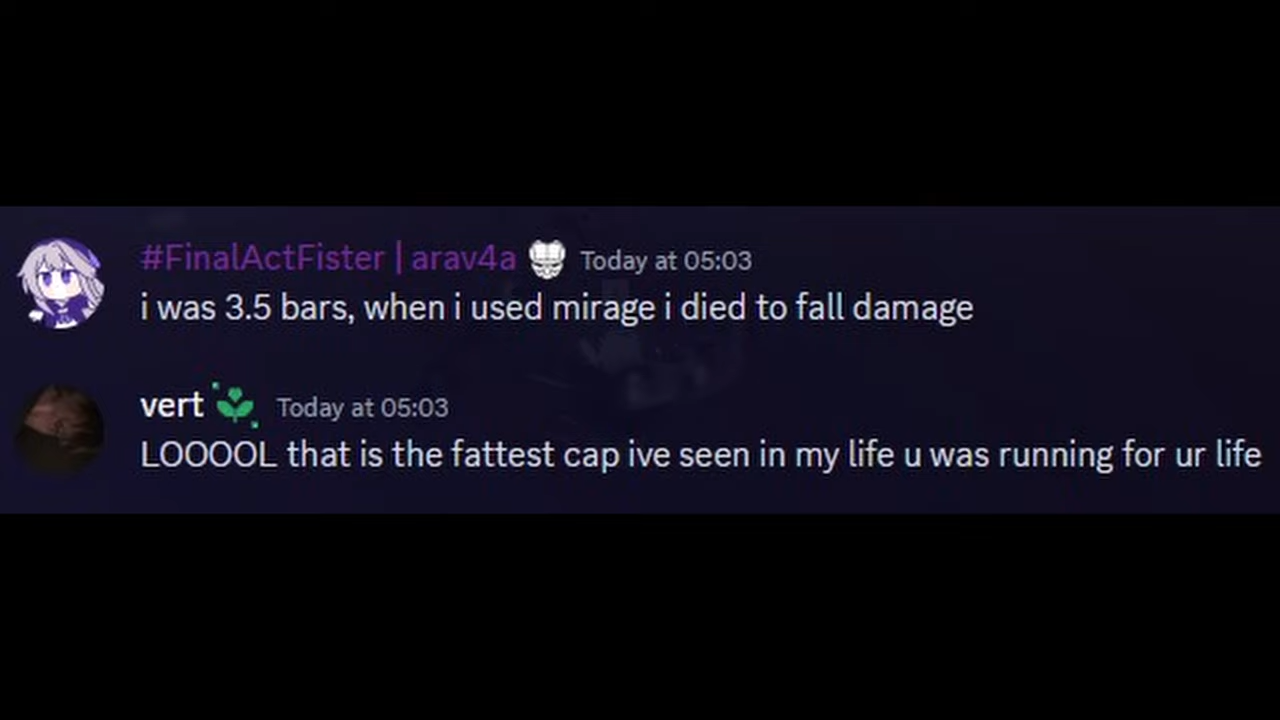 #FinalActFister | arav4a Today at 05:03
i was 3.5 bars, when i used mirage i died to fall damage
vert Today at 05:03
LOOOOL that is the fattest cap ive seen in my life u was running for ur life